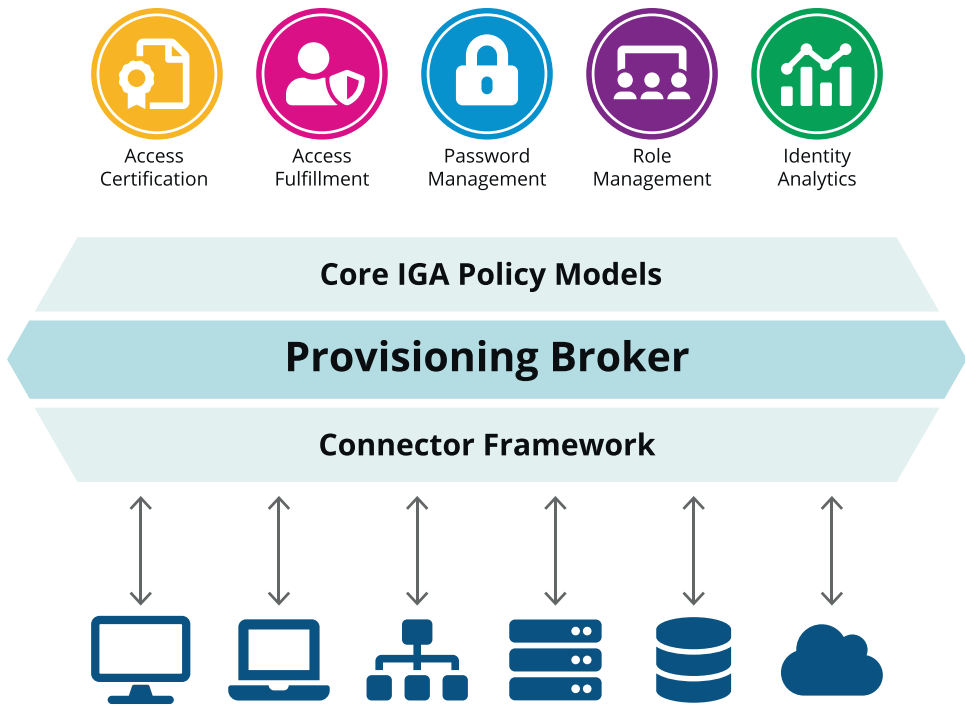 Access
Certification
Access
Fulfillment
Password
Management
Role
Management
Identity
Analytics
Core IGA Policy Models
Provisioning Broker
Connector Framework